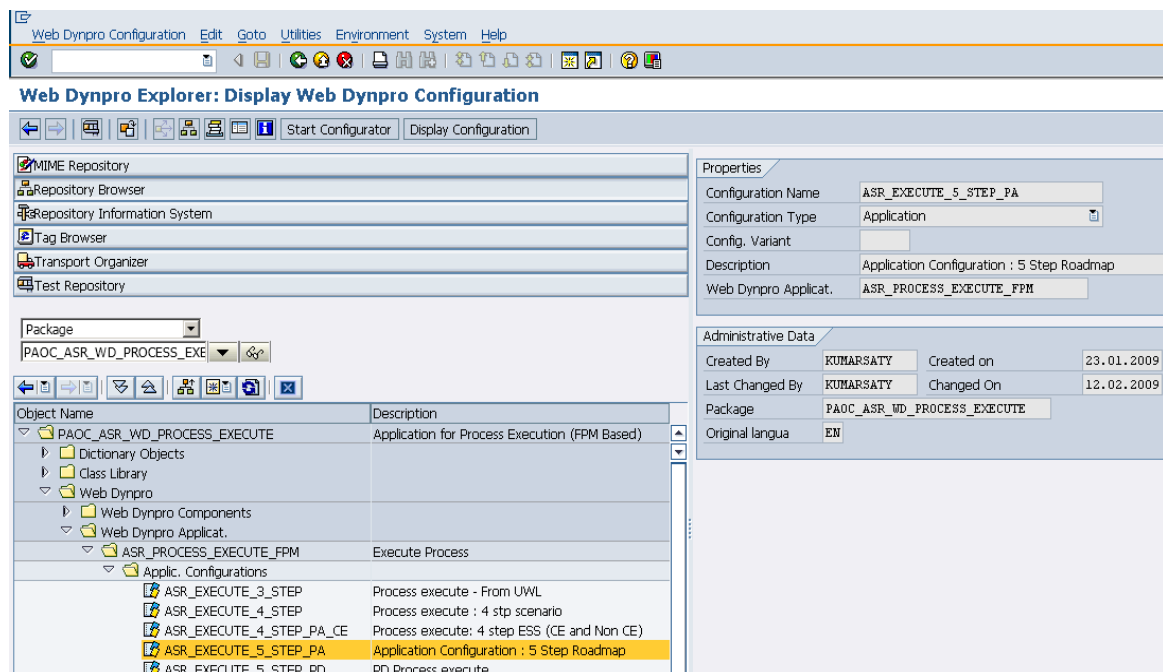 Web Dynpro Configuration Edit Goto Utilities Environment System Help
Web Dynpro Explorer: Display Web Dynpro Configuration
Start Configurator Display Configuration
MIME Repository
Repository Browser
Repository Information System
Tag Browser
Transport Organizer
Test Repository
Package
PAOC_ASR_WD_PROCESS_EXE
Object Name Description
PAOC_ASR_WD_PROCESS_EXECUTE Application for Process Execution (FPM Based)
Dictionary Objects
Class Library
Web Dynpro
Web Dynpro Components
Web Dynpro Applicat.
ASR_PROCESS_EXECUTE_FPM Execute Process
Applic. Configurations
ASR_EXECUTE_3_STEP Process execute - From UWL
ASR_EXECUTE_4_STEP Process execute : 4 stp scenario
ASR_EXECUTE_4_STEP_PA_CE Process execute: 4 step ESS (CE and Non CE)
ASR_EXECUTE_5_STEP_PA Application Configuration : 5 Step Roadmap
ASR_EXECUTE_5_STEP_PD PD Process execute
Properties
Configuration Name ASR_EXECUTE_5_STEP_PA
Configuration Type Application
Config. Variant
Description Application Configuration : 5 Step Roadmap
Web Dynpro Applicat. ASR_PROCESS_EXECUTE_FPM
Administrative Data
Created By KUMARSATY Created on 23.01.2009
Last Changed By KUMARSATY Changed On 12.02.2009
Package PAOC_ASR_WD_PROCESS_EXECUTE
Original langua EN